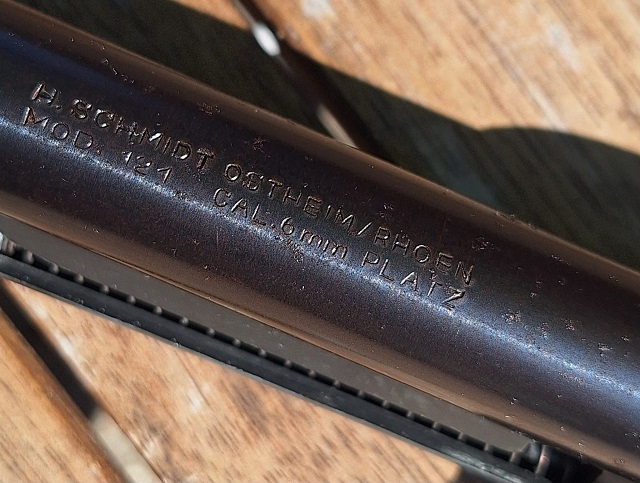 H. SCHMIDT OSTHEIM/RHOEN
MOD. 121 CAL. 6mm PLATZ